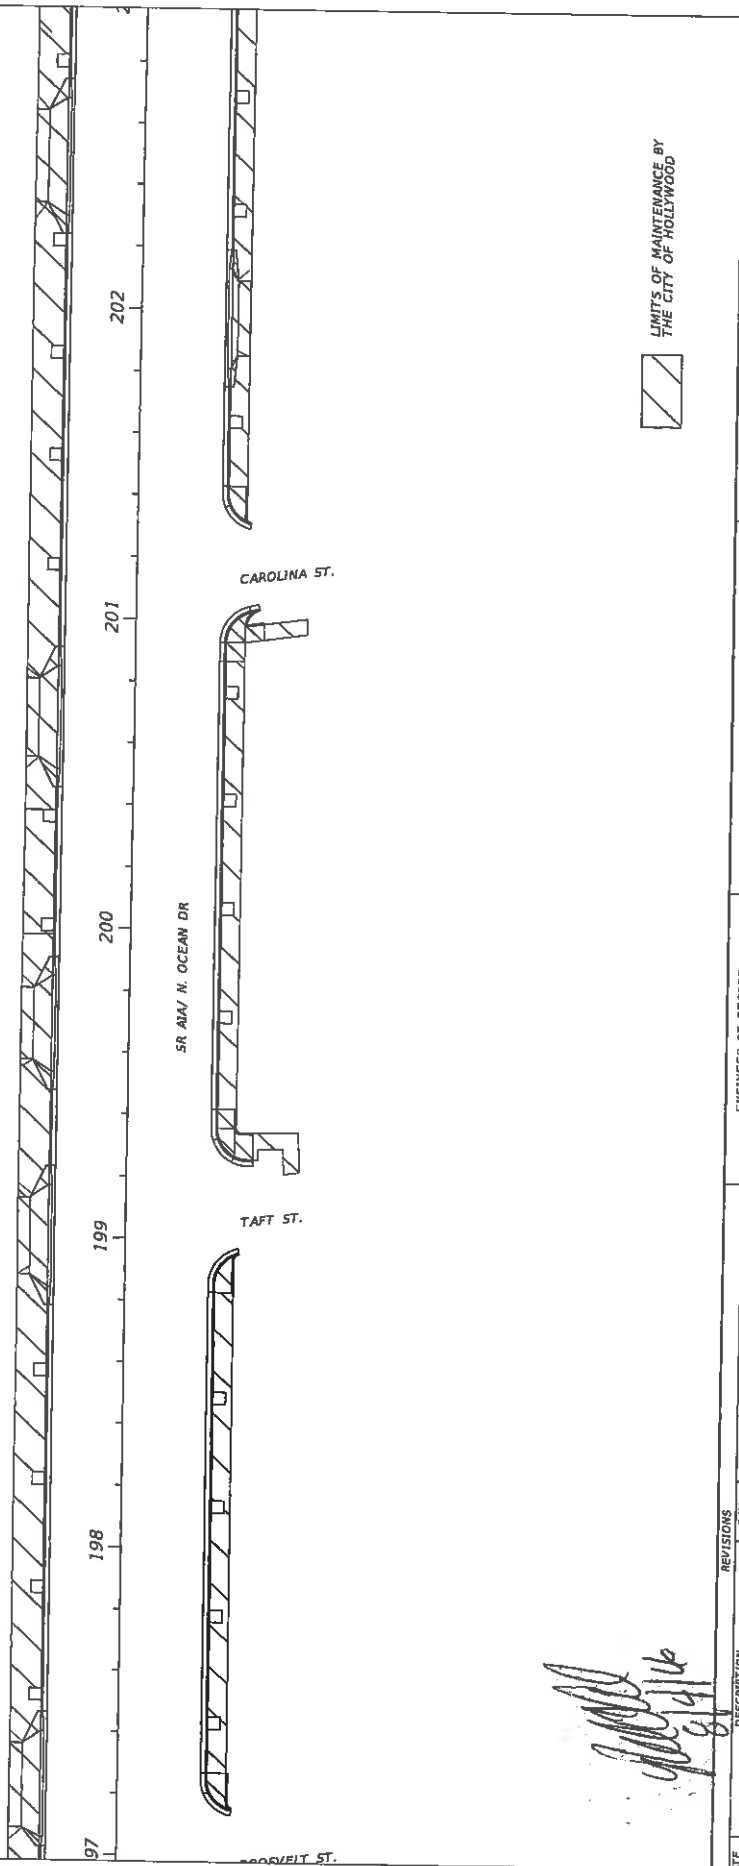 202
201
200
199
198
97
CAROLINA ST.
SR A1A/ N. OCEAN DR
TAFT ST.
LIMITS OF MAINTENANCE BY
THE CITY OF HOLLYWOOD
REVISIONS
DESCRIPTION